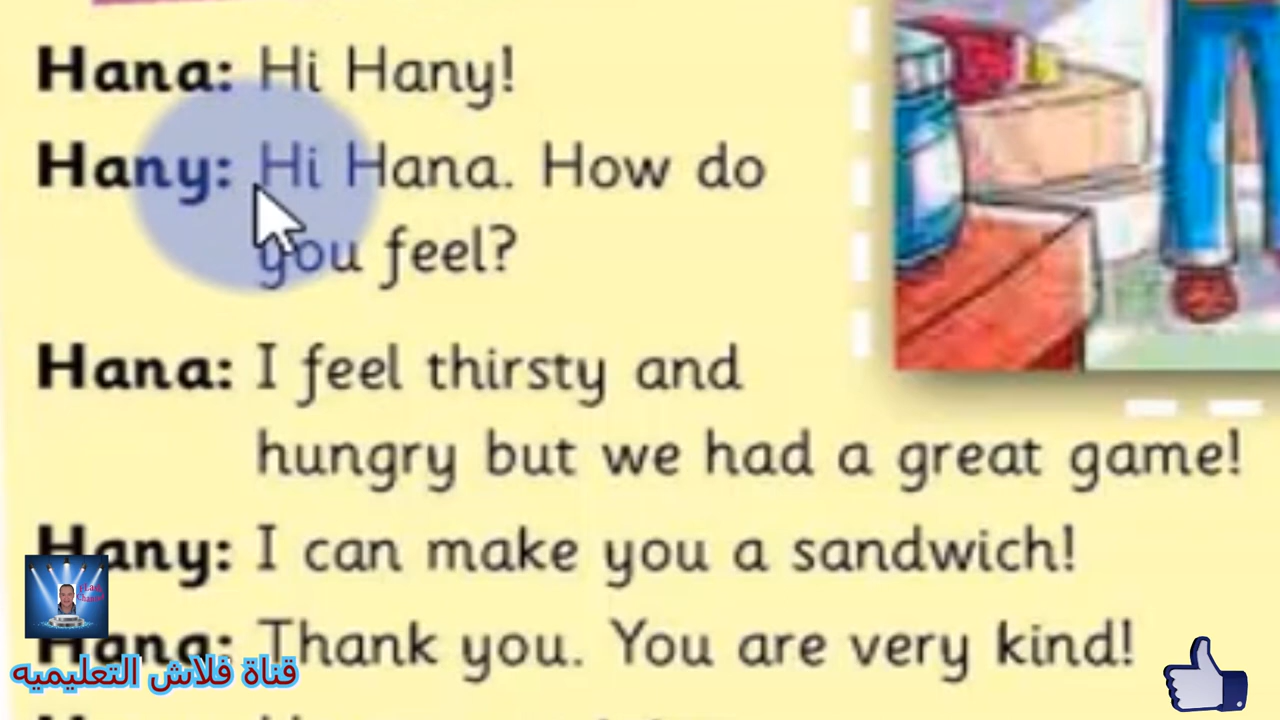 Hana: Hi Hany!
Hany: Hi Hana. How do
you feel?
Hana: I feel thirsty and
hungry but we had a great game!
Hany: I can make you a sandwich!
Hana: Thank you. You are very kind!
قناة فلاش التعليميه